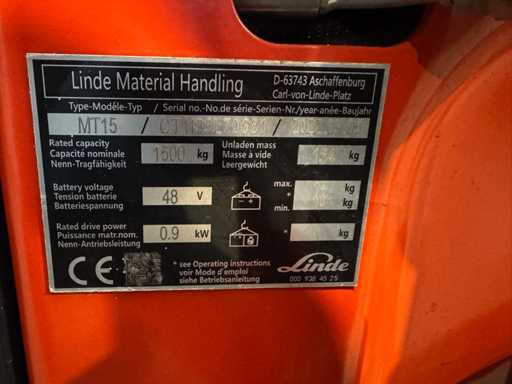 Linde Material Handling
D-63743 Aschaffenburg
Carl-von-Linde-Platz
Type-Modèle-Typ / Serial no.-No.de série-Serien-Nr./year-anée-Baujahr
MT15 / /
Rated capacity
Capacité nominale
Nenn-Tragfähigkeit
1500 kg
Unladen mass
Masse à vide
Leergewicht
kg
Battery voltage
Tension batterie
Batteriespannung
48 V
max.
*
min.
kg
kg
Rated drive power
Puissance mat.nom.
Nenn-Antriebsleistung
0.9 kW
* kg
CE
* see Operating instructions
voir Mode d'emploi
siehe Betriebsanleitung
Linde
000 938 45 25